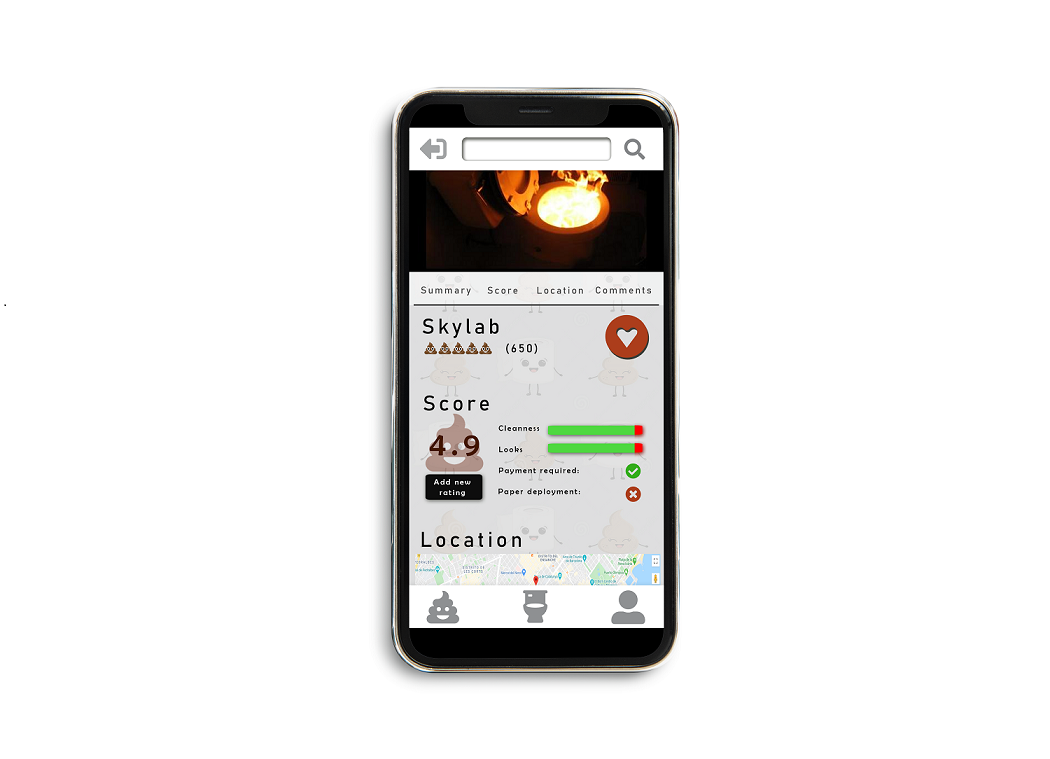 Summary Score Location Comments
Skylab
(650)
Score
4.9
Cleanness
Looks
Payment required:
Paper deployment:
Add new
rating
Location